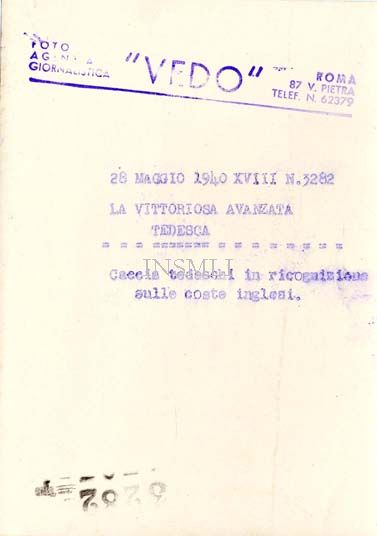 FOTO
AGENZIA
GIORNALISTICA
"VEDO"
ROMA
87 V. PIETRA
TELEF. N. 62379
28 MAGGIO 1940 XVIII N.3282
LA VITTORIOSA AVANZATA
TEDESCA
= = = = = = = = = = = = = = = = =
Caccia tedeschi in ricognizione
sulle coste inglesi.
INSMLI